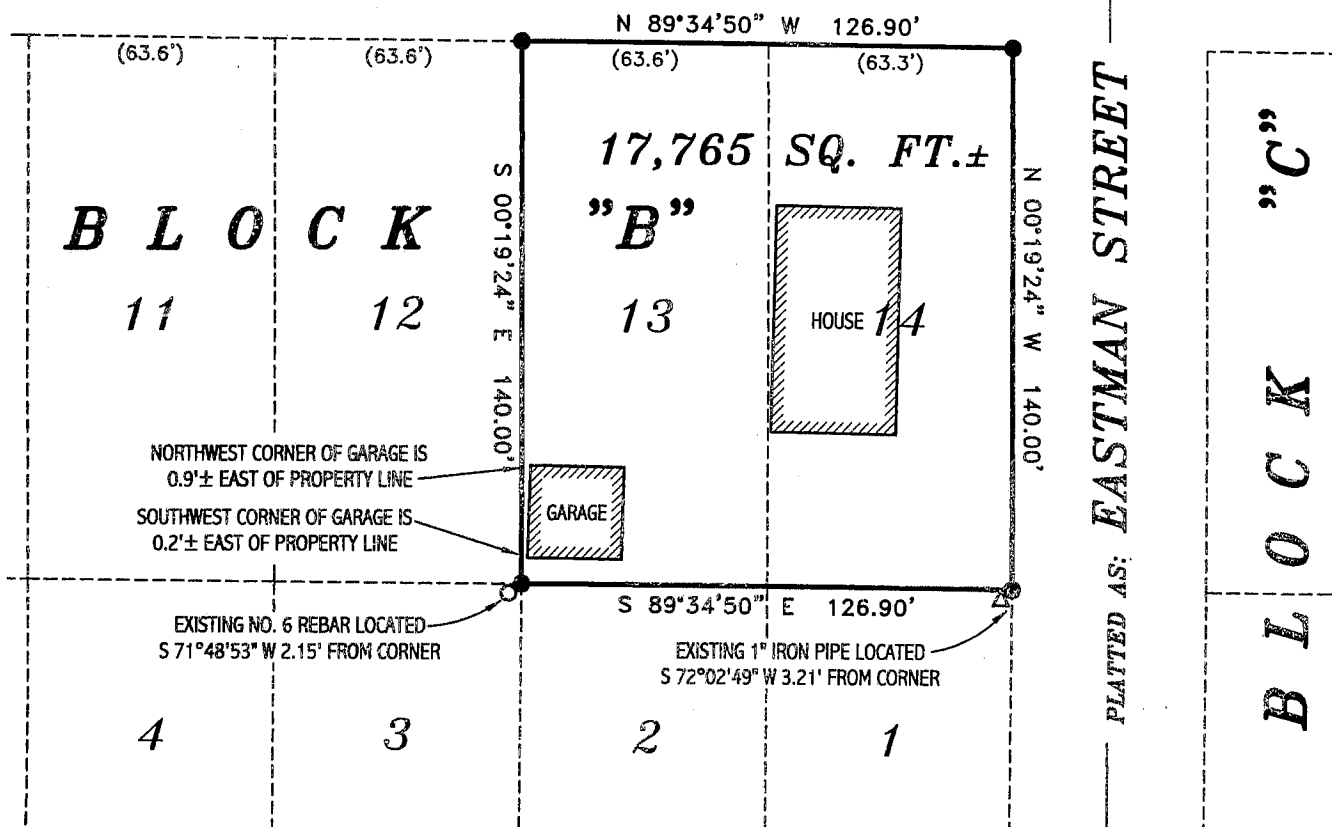 N 89°34'50" W 126.90'
(63.6')
(63.6')
(63.6')
(63.3')
17,765 SQ. FT.±
BLOCK "B"
11
12
13
14
HOUSE
GARAGE
S 00°19'24" E 140.00'
N 00°19'24" W 140.00'
NORTHWEST CORNER OF GARAGE IS
0.9'± EAST OF PROPERTY LINE
SOUTHWEST CORNER OF GARAGE IS
0.2'± EAST OF PROPERTY LINE
S 89°34'50" E 126.90'
EXISTING NO. 6 REBAR LOCATED
S 71°48'53" W 2.15' FROM CORNER
EXISTING 1" IRON PIPE LOCATED
S 72°02'49" W 3.21' FROM CORNER
4
3
2
1
PLATTED AS: EASTMAN STREET
BLOCK "C"